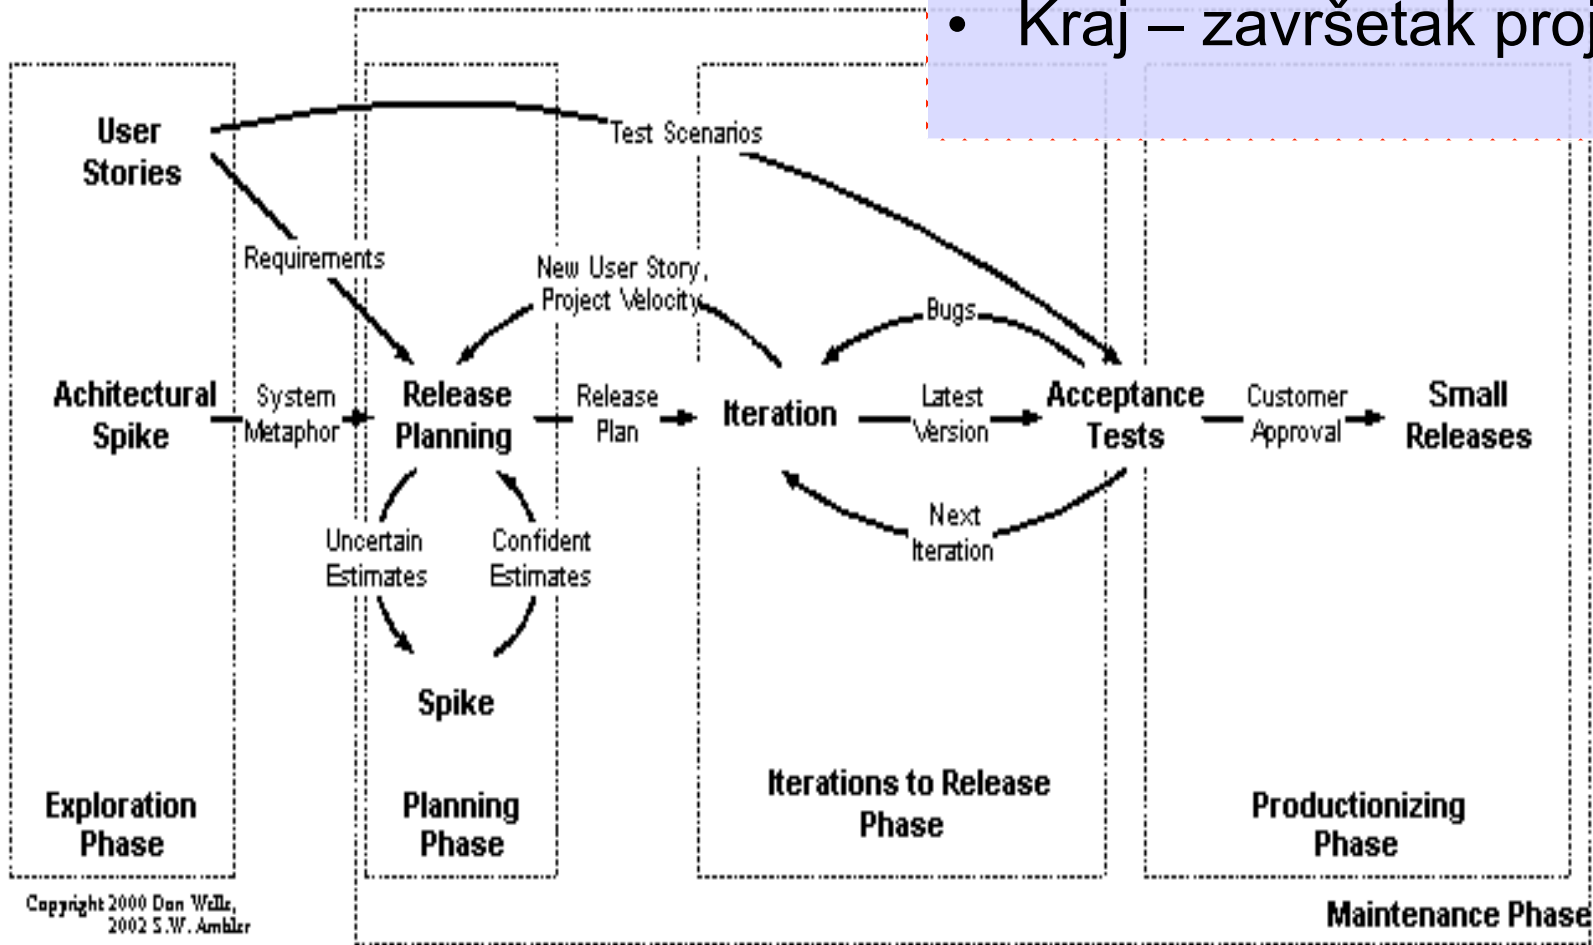 • Kraj – završetak proj
User
Stories
Test Scenarios
Requirements
New User Story,
Project Velocity
Bugs
Achitectural
Spike
System
Metaphor
Release
Planning
Release
Plan
Iteration
Latest
Version
Acceptance
Tests
Customer
Approval
Small
Releases
Uncertain
Estimates
Confident
Estimates
Next
Iteration
Spike
Exploration
Phase
Planning
Phase
Iterations to Release
Phase
Productionizing
Phase
Copyright 2000 Don Wells,
2002 S.W. Ambler
Maintenance Phase